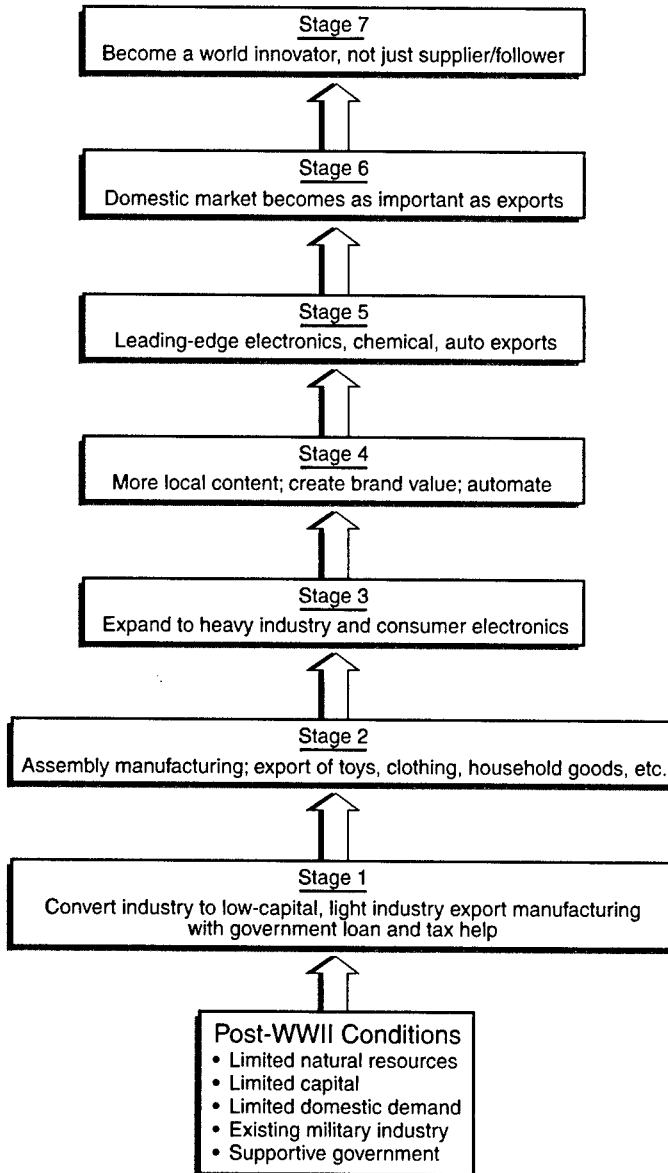 Stage 7
Become a world innovator, not just supplier/follower
Stage 6
Domestic market becomes as important as exports
Stage 5
Leading-edge electronics, chemical, auto exports
Stage 4
More local content; create brand value; automate
Stage 3
Expand to heavy industry and consumer electronics
Stage 2
Assembly manufacturing; export of toys, clothing, household goods, etc.
Stage 1
Convert industry to low-capital, light industry export manufacturing
with government loan and tax help
Post-WWII Conditions
• Limited natural resources
• Limited capital
• Limited domestic demand
• Existing military industry
• Supportive government